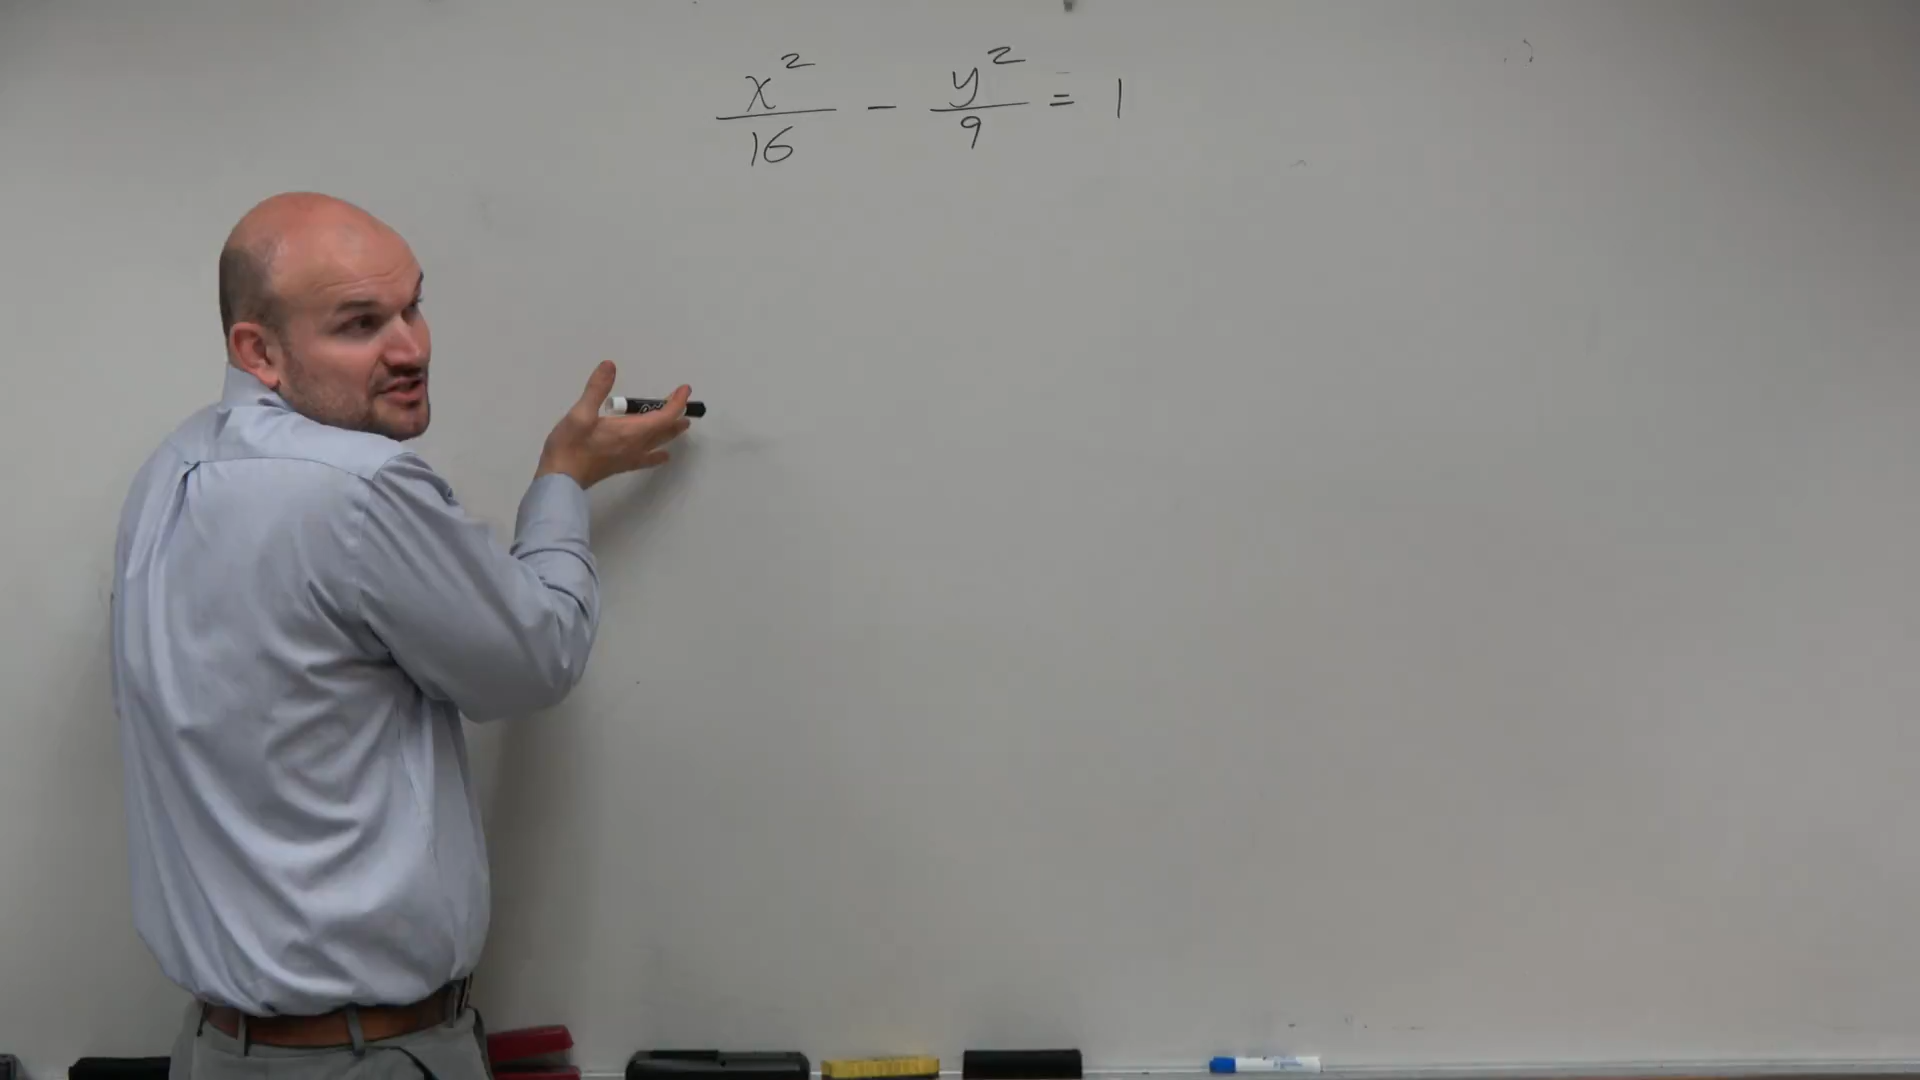 x²/16 - y²/9 = 1